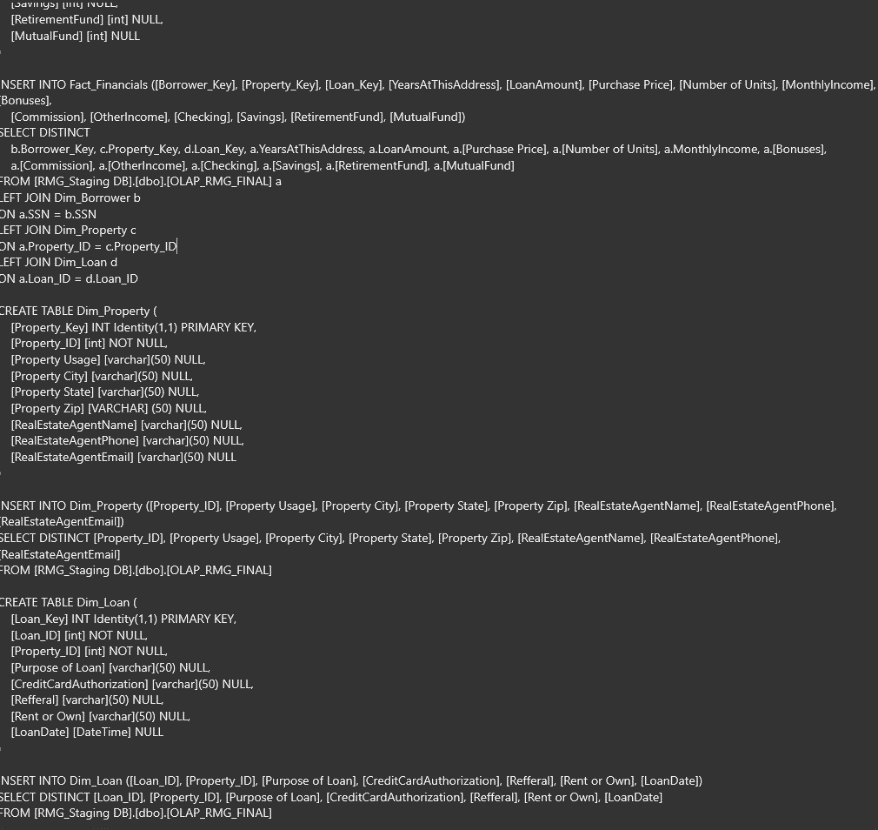 [Savings] [int] NULL,
[RetirementFund] [int] NULL,
[MutualFund] [int] NULL
)
INSERT INTO Fact_Financials ([Borrower_Key], [Property_Key], [Loan_Key], [YearsAtThisAddress], [LoanAmount], [Purchase Price], [Number of Units], [MonthlyIncome],
[Bonuses],
[Commission], [OtherIncome], [Checking], [Savings], [RetirementFund], [MutualFund])
SELECT DISTINCT
b.Borrower_Key, c.Property_Key, d.Loan_Key, a.YearsAtThisAddress, a.LoanAmount, a.[Purchase Price], a.[Number of Units], a.MonthlyIncome, a.[Bonuses],
a.[Commission], a.[OtherIncome], a.[Checking], a.[Savings], a.[RetirementFund], a.[MutualFund]
FROM [RMG_Staging DB].[dbo].[OLAP_RMG_FINAL] a
LEFT JOIN Dim_Borrower b
ON a.SSN = b.SSN
LEFT JOIN Dim_Property c
ON a.Property_ID = c.Property_ID
LEFT JOIN Dim_Loan d
ON a.Loan_ID = d.Loan_ID
CREATE TABLE Dim_Property (
[Property_Key] INT Identity(1,1) PRIMARY KEY,
[Property_ID] [int] NOT NULL,
[Property Usage] [varchar](50) NULL,
[Property City] [varchar](50) NULL,
[Property State] [varchar](50) NULL,
[Property Zip] [VARCHAR] (50) NULL,
[RealEstateAgentName] [varchar](50) NULL,
[RealEstateAgentPhone] [varchar](50) NULL,
[RealEstateAgentEmail] [varchar](50) NULL
)
INSERT INTO Dim_Property ([Property_ID], [Property Usage], [Property City], [Property State], [Property Zip], [RealEstateAgentName], [RealEstateAgentPhone],
[RealEstateAgentEmail])
SELECT DISTINCT [Property_ID], [Property Usage], [Property City], [Property State], [Property Zip], [RealEstateAgentName], [RealEstateAgentPhone],
[RealEstateAgentEmail]
FROM [RMG_Staging DB].[dbo].[OLAP_RMG_FINAL]
CREATE TABLE Dim_Loan (
[Loan_Key] INT Identity(1,1) PRIMARY KEY,
[Loan_ID] [int] NOT NULL,
[Property_ID] [int] NOT NULL,
[Purpose of Loan] [varchar](50) NULL,
[CreditCardAuthorization] [varchar](50) NULL,
[Refferal] [varchar](50) NULL,
[Rent or Own] [varchar](50) NULL,
[LoanDate] [DateTime] NULL
)
INSERT INTO Dim_Loan ([Loan_ID], [Property_ID], [Purpose of Loan], [CreditCardAuthorization], [Refferal], [Rent or Own], [LoanDate])
SELECT DISTINCT [Loan_ID], [Property_ID], [Purpose of Loan], [CreditCardAuthorization], [Refferal], [Rent or Own], [LoanDate]
FROM [RMG_Staging DB].[dbo].[OLAP_RMG_FINAL]